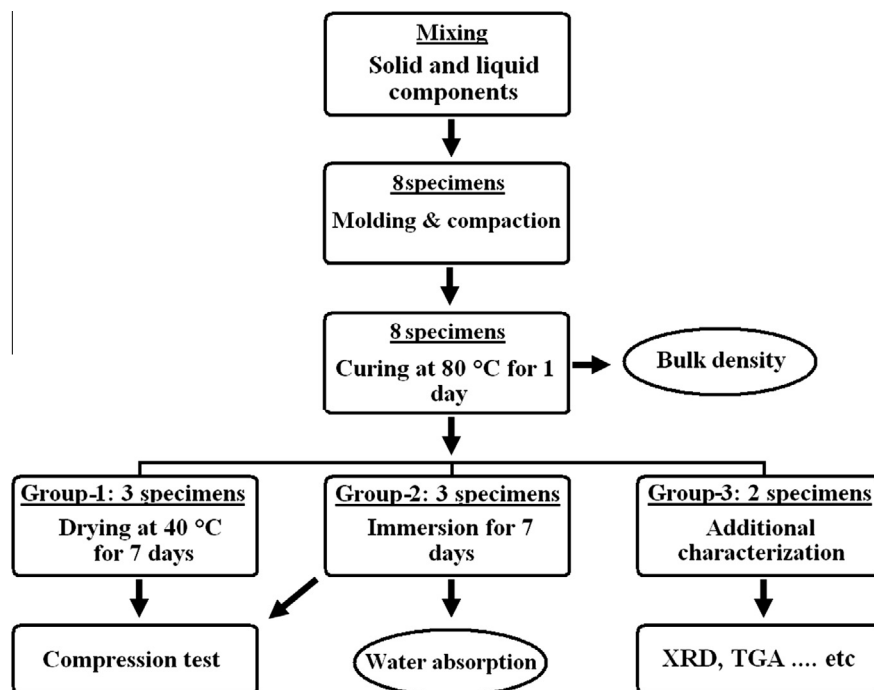 Mixing
Solid and liquid
components
8specimens
Molding & compaction
8 specimens
Curing at 80 °C for 1
day
Bulk density
Group-1: 3 specimens
Drying at 40 °C
for 7 days
Group-2: 3 specimens
Immersion for 7
days
Group-3: 2 specimens
Additional
characterization
Compression test
Water absorption
XRD, TGA .... etc